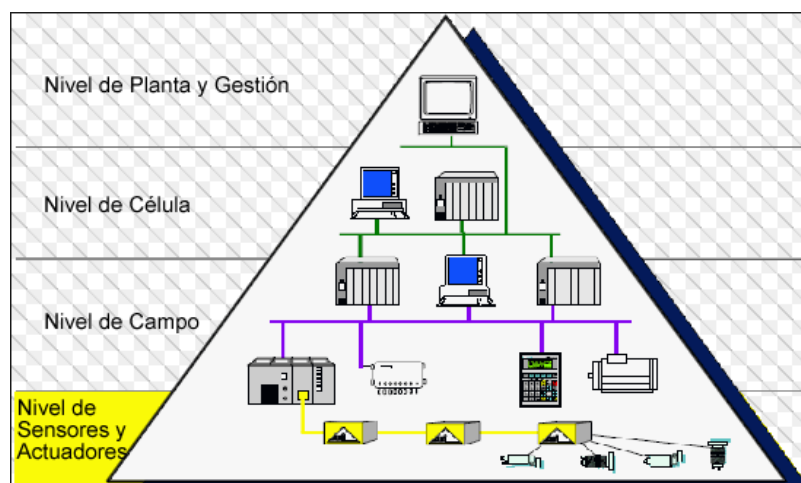 Nivel de Planta y Gestión
Nivel de Célula
Nivel de Campo
Nivel de
Sensores y
Actuadores